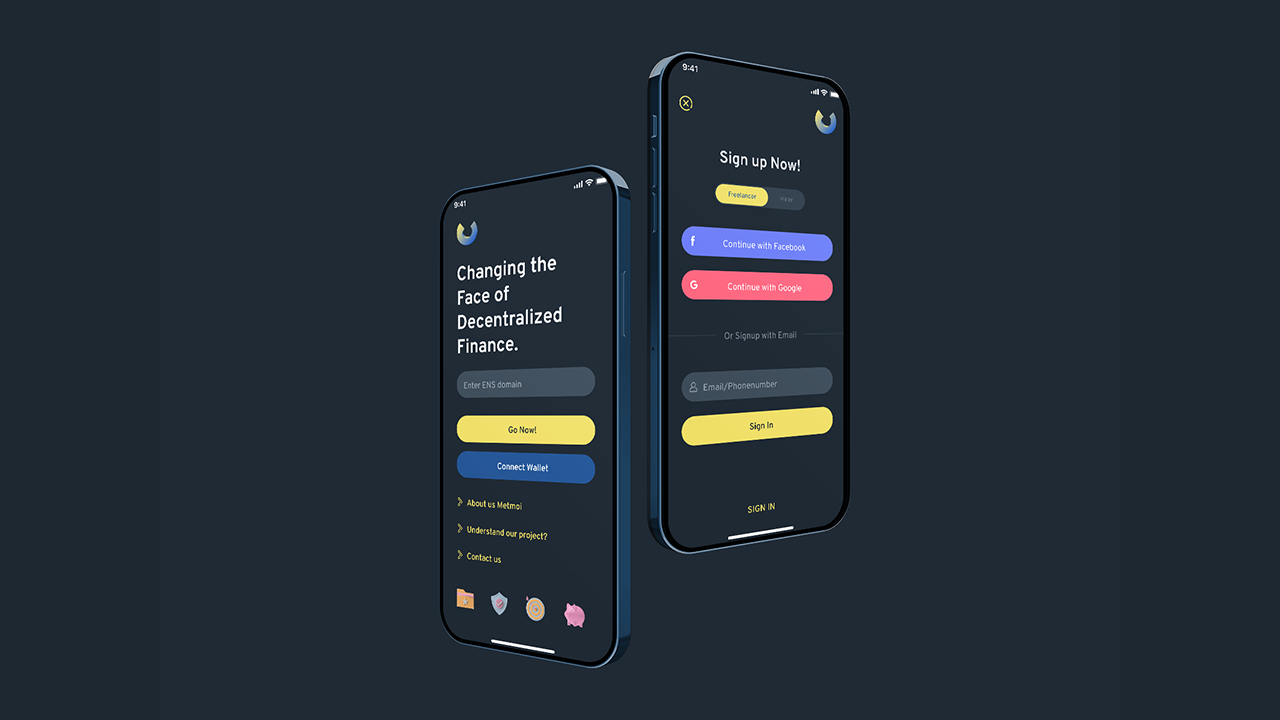 9:41
Changing the
Face of
Decentralized
Finance.
Enter ENS domain
Go Now!
Connect Wallet
About us Metmoi
Understand our project?
Contact us
9:41
Sign up Now!
Freelancer
Hirer
f
Continue with Facebook
G
Continue with Google
Or Signup with Email
Email/Phonenumber
Sign In
SIGN IN